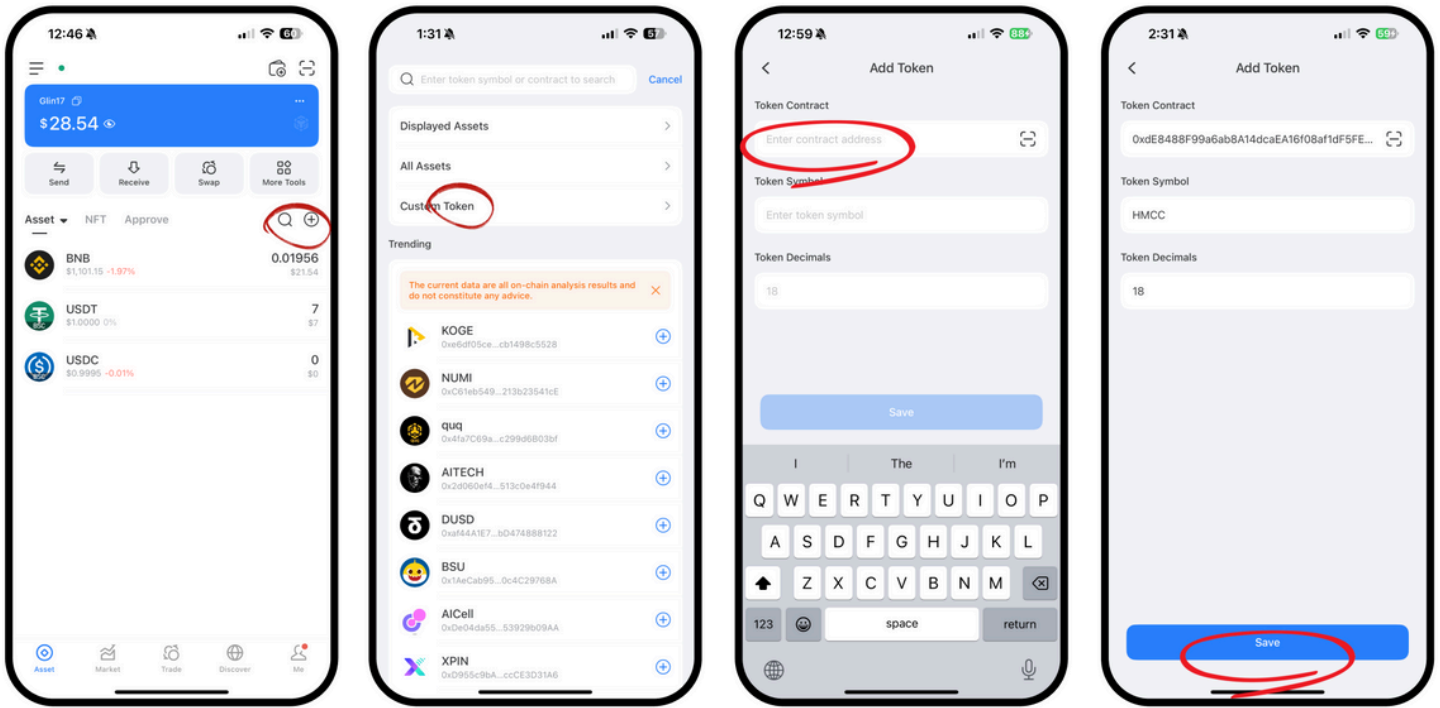 12:46
60
Glin17
$28.54
Send
Receive
Swap
More Tools
Asset
NFT
Approve
BNB
0.01956
$1,101.15 -1.97%
$21.54
USDT
7
$1.0000 0%
$7
USDC
0
$0.9995 -0.01%
$0
Asset
Market
Trade
Discover
Me
1:31
57
Enter token symbol or contract to search
Cancel
Displayed Assets
All Assets
Custom Token
Trending
The current data are all on-chain analysis results and
do not constitute any advice.
KOGE
0xe6df05ce...cb1498c5528
NUMI
0xC61eb549...213b23541cE
quq
0x4fa7C69a...c299d6B03bf
AITECH
0x2d060ef4...513c0e4f944
DUSD
0xaf44A1E7...bD474888122
BSU
0x1AeCab95...0c4C29768A
AICell
0xDe04da55...53929b09AA
XPIN
0xD955c9bA...ccCE3D31A6
12:59
88
Add Token
Token Contract
Enter contract address
Token Symbol
Enter token symbol
Token Decimals
18
Save
I
The
I'm
Q W E R T Y U I O P
A S D F G H J K L
Z X C V B N M
123
space
return
2:31
59
Add Token
Token Contract
0xdE8488F99a6ab8A14dcaEA16f08af1dF5FE...
Token Symbol
HMCC
Token Decimals
18
Save